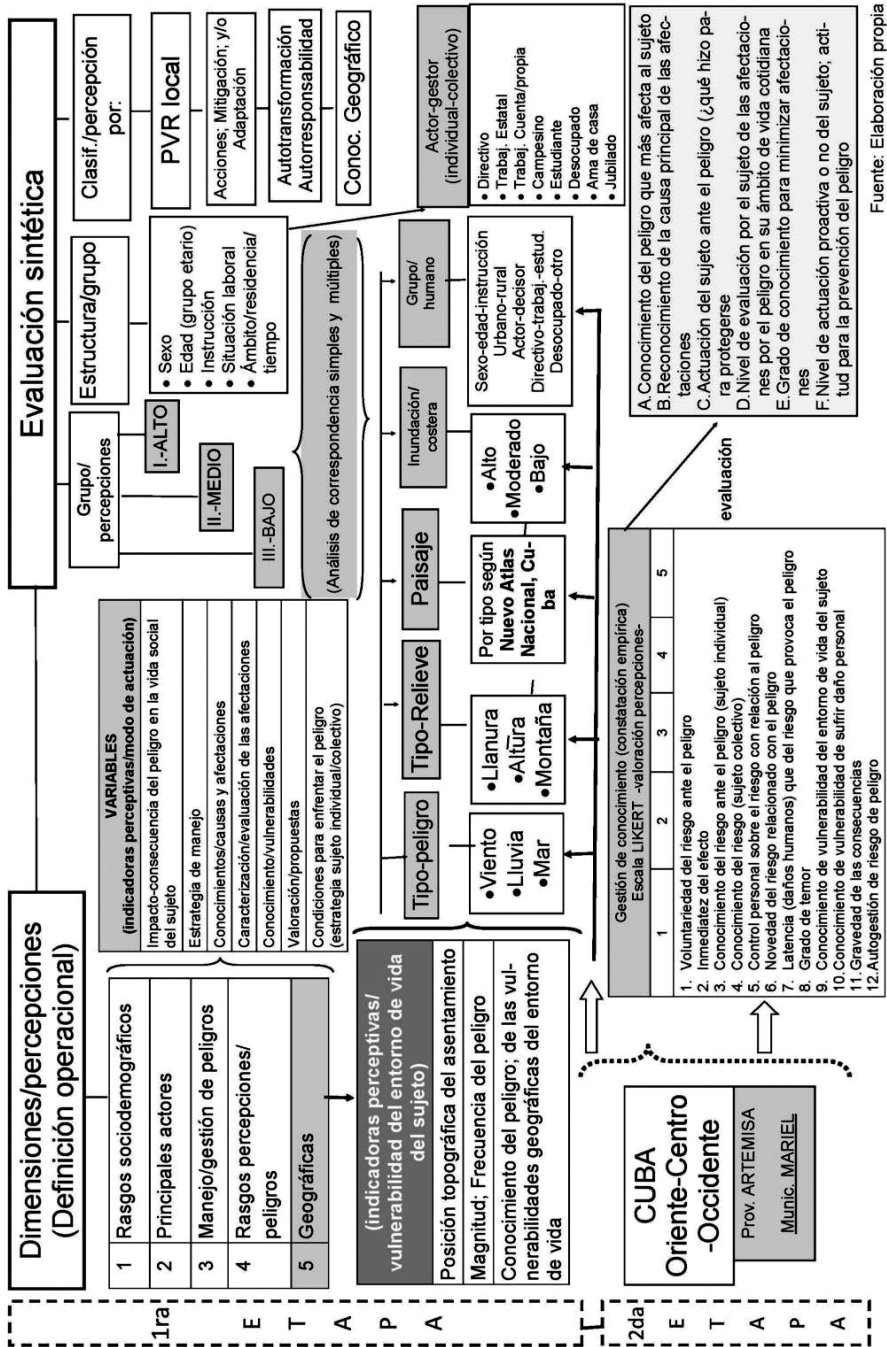 Dimensiones/percepciones
(Definición operacional)
Evaluación sintética
1ra
E
T
A
P
A
1 Rasgos sociodemográficos
2 Principales actores
3 Manejo/gestión de peligros
4 Rasgos percepciones/
peligros
5 Geográficas
VARIABLES
(indicadoras perceptivas/modo de actuación)
Impacto-consecuencia del peligro en la vida social
del sujeto
Estrategia de manejo
Conocimientos/causas y afectaciones
Caracterización/evaluación de las afectaciones
Conocimiento/vulnerabilidades
Valoración/propuestas
Condiciones para enfrentar el peligro
(estrategia sujeto individual/colectivo)
Grupo/
percepciones
I.-ALTO
II.-MEDIO
III.-BAJO
Estructura/grupo
• Sexo
• Edad (grupo etario)
• Instrucción
• Situación laboral
• Ámbito/residencia/
tiempo
Clasif./percepción
por:
PVR local
Acciones; Mitigación; y/o
Adaptación
Autotransformación
Autorresponsabilidad
Conoc. Geográfico
(Análisis de correspondencia simples y múltiples)
(indicadoras perceptivas/
vulnerabilidad del entorno de vida
del sujeto)
Posición topográfica del asentamiento
Magnitud; Frecuencia del peligro
Conocimiento del peligro; de las vul-
nerabilidades geográficas del entorno
de vida
Tipo-peligro
•Viento
•Lluvia
•Mar
Tipo-Relieve
•Llanura
•Altura
•Montaña
Paisaje
Por tipo según
Nuevo Atlas
Nacional, Cu-
ba
Inundación/
costera
•Alto
•Moderado
•Bajo
Grupo/
humano
Sexo-edad-instrucción
Urbano-rural
Actor-decisor
Directivo-trabaj.-estud.
Desocupado-otro
Actor-gestor
(individual-colectivo)
• Directivo
• Trabaj. Estatal
• Trabaj. Cuenta/propia
• Campesino
• Estudiante
• Desocupado
• Ama de casa
• Jubilado
2da
E
T
A
P
A
CUBA
Oriente-Centro
-Occidente
Prov. ARTEMISA
Munic. MARIEL
Gestión de conocimiento (constatación empírica)
Escala LIKERT -valoración percepciones-
1 2 3 4 5
1. Voluntariedad del riesgo ante el peligro
2. Inmediatez del efecto
3. Conocimiento del riesgo ante el peligro (sujeto individual)
4. Conocimiento del riesgo (sujeto colectivo)
5. Control personal sobre el riesgo con relación al peligro
6. Novedad del riesgo relacionado con el peligro
7. Latencia (daños humanos) que del riesgo que provoca el peligro
8. Grado de temor
9. Conocimiento de vulnerabilidad del entorno de vida del sujeto
10. Conocimiento de vulnerabilidad de sufrir daño personal
11. Gravedad de las consecuencias
12. Autogestión de riesgo de peligro
evaluación
A. Conocimiento del peligro que más afecta al sujeto
B. Reconocimiento de la causa principal de las afec-
taciones
C. Actuación del sujeto ante el peligro (¿qué hizo pa-
ra protegerse
D. Nivel de evaluación por el sujeto de las afectacio-
nes por el peligro en su ámbito de vida cotidiana
E. Grado de conocimiento para minimizar afectacio-
nes
F. Nivel de actuación proactiva o no del sujeto; acti-
tud para la prevención del peligro
Fuente: Elaboración propia